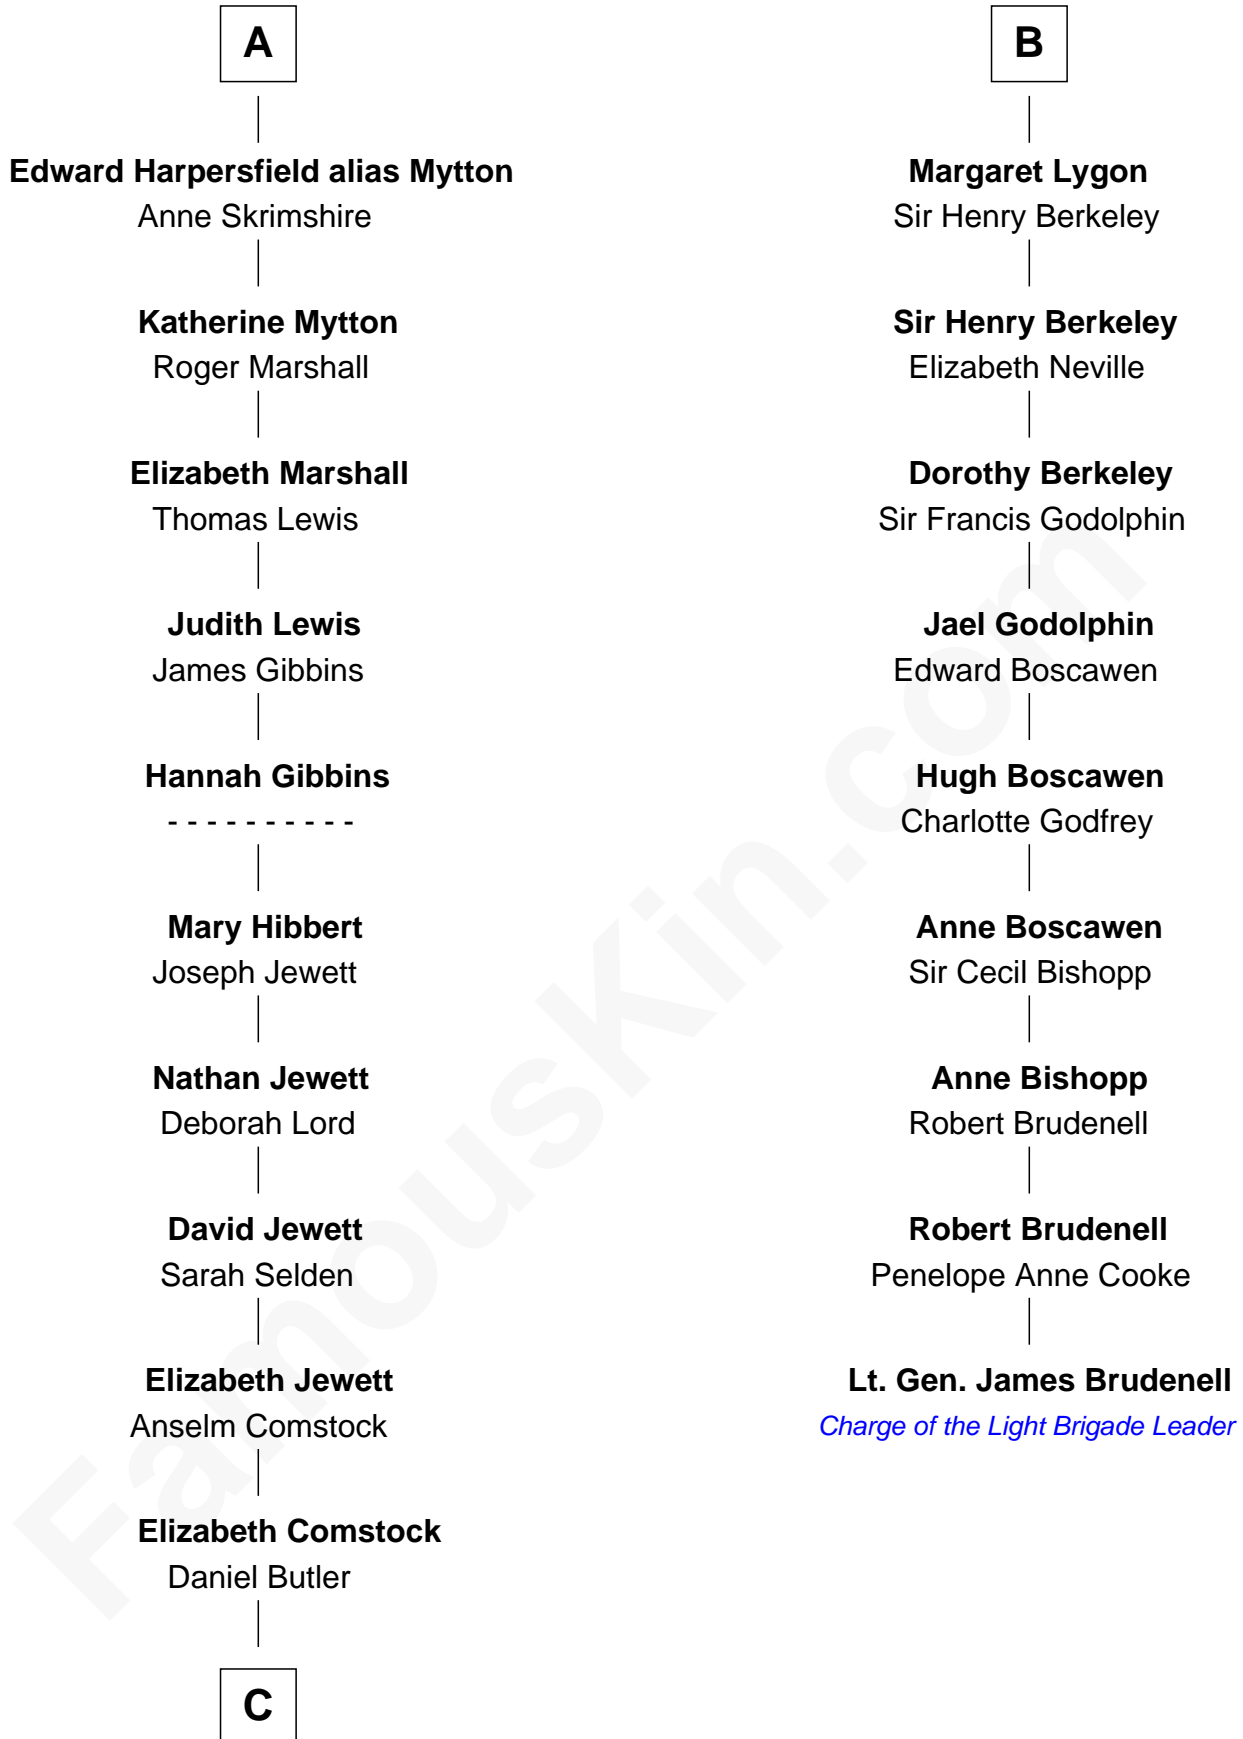 A
Edward Harpersfield alias Mytton
Anne Skrimshire
Katherine Mytton
Roger Marshall
Elizabeth Marshall
Thomas Lewis
Judith Lewis
James Gibbins
Hannah Gibbins
- - - - - - - - - -
Mary Hibbert
Joseph Jewett
Nathan Jewett
Deborah Lord
David Jewett
Sarah Selden
Elizabeth Jewett
Anselm Comstock
Elizabeth Comstock
Daniel Butler
C
B
Margaret Lygon
Sir Henry Berkeley
Sir Henry Berkeley
Elizabeth Neville
Dorothy Berkeley
Sir Francis Godolphin
Jael Godolphin
Edward Boscawen
Hugh Boscawen
Charlotte Godfrey
Anne Boscawen
Sir Cecil Bishopp
Anne Bishopp
Robert Brudenell
Robert Brudenell
Penelope Anne Cooke
Lt. Gen. James Brudenell
Charge of the Light Brigade Leader
FamousKin.com